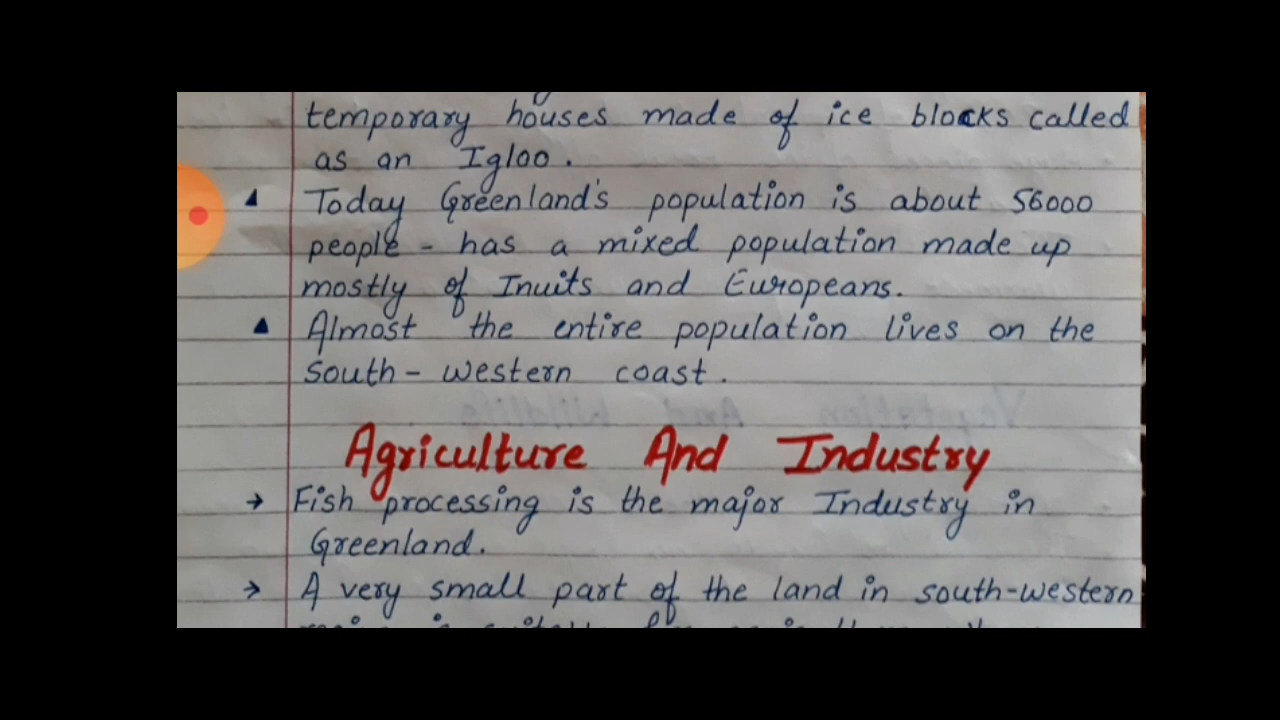 temporary houses made of ice blocks called
as an Igloo.
▲ Today Greenland's population is about 56000
people - has a mixed population made up
mostly of Inuits and Europeans.
▲ Almost the entire population lives on the
south-western coast.
Agriculture And Industry
→ Fish processing is the major Industry in
Greenland.
→ A very small part of the land in south-western